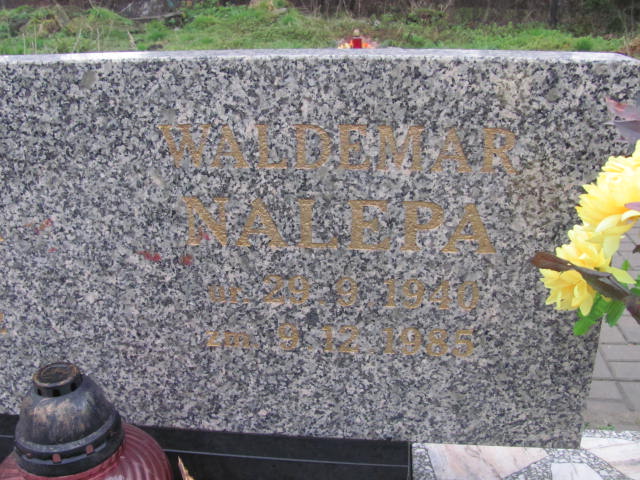 WALDEMAR
NALEPA
ur. 29 9 1940
zm. 9.12 1985